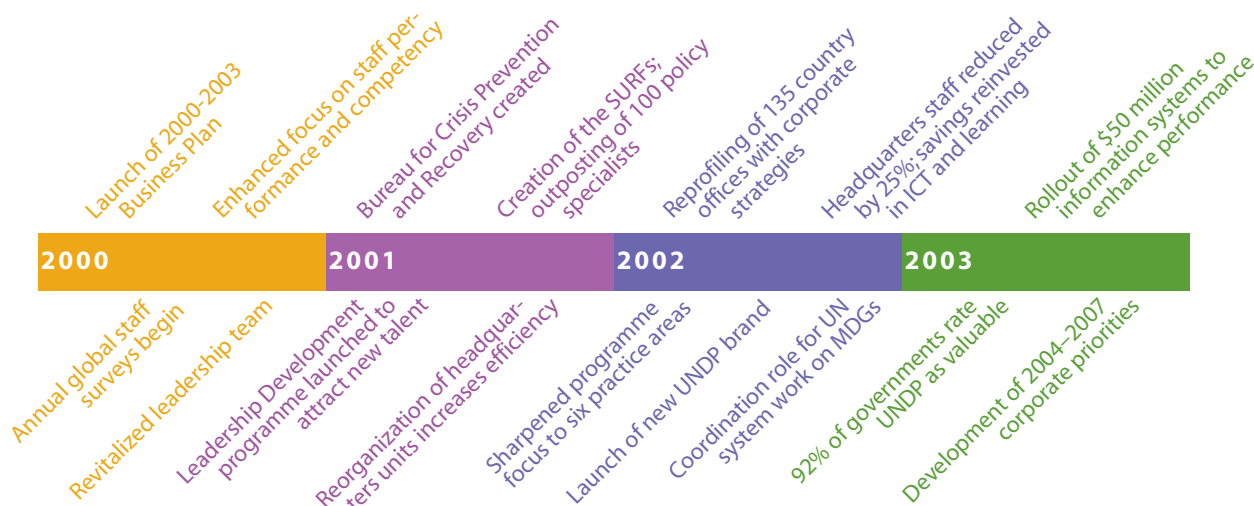 Launch of 2000-2003
Business Plan
Enhanced focus on staff per-
formance and competency
Bureau for Crisis Prevention
and Recovery created
Creation of the SURFs;
outposting of 100 policy
specialists
Reprofiling of 135 country
offices with corporate
strategies
Headquarters staff reduced
by 25%; savings reinvested
in ICT and learning
Rollout of $50 million
information systems to
enhance performance
2000
2001
2002
2003
Annual global staff
surveys begin
Revitalized leadership team
Leadership Development
programme launched to
attract new talent
Reorganization of headquar-
ters units increases efficiency
Sharpened programme
focus to six practice areas
Launch of new UNDP brand
Coordination role for UN
system work on MDGs
92% of governments rate
UNDP as valuable
Development of 2004–2007
corporate priorities